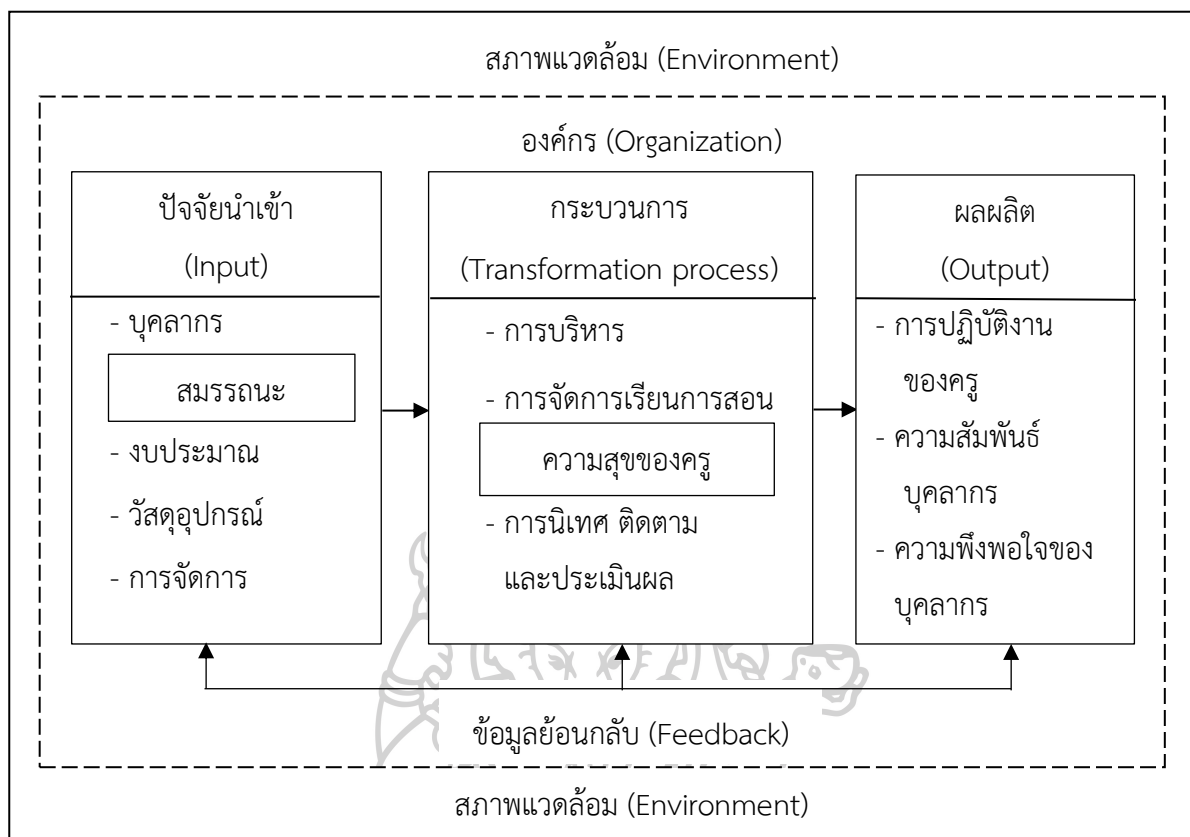 สภาพแวดล้อม (Environment)
องค์กร (Organization)
ปัจจัยนำเข้า
(Input)
- บุคลากร
สมรรถนะ
- งบประมาณ
- วัสดุอุปกรณ์
- การจัดการ
กระบวนการ
(Transformation process)
- การบริหาร
- การจัดการเรียนการสอน
ความสุขของครู
- การนิเทศ ติดตาม
และประเมินผล
ผลผลิต
(Output)
- การปฏิบัติงาน
ของครู
- ความสัมพันธ์
บุคลากร
- ความพึงพอใจของ
บุคลากร
ข้อมูลย้อนกลับ (Feedback)
สภาพแวดล้อม (Environment)